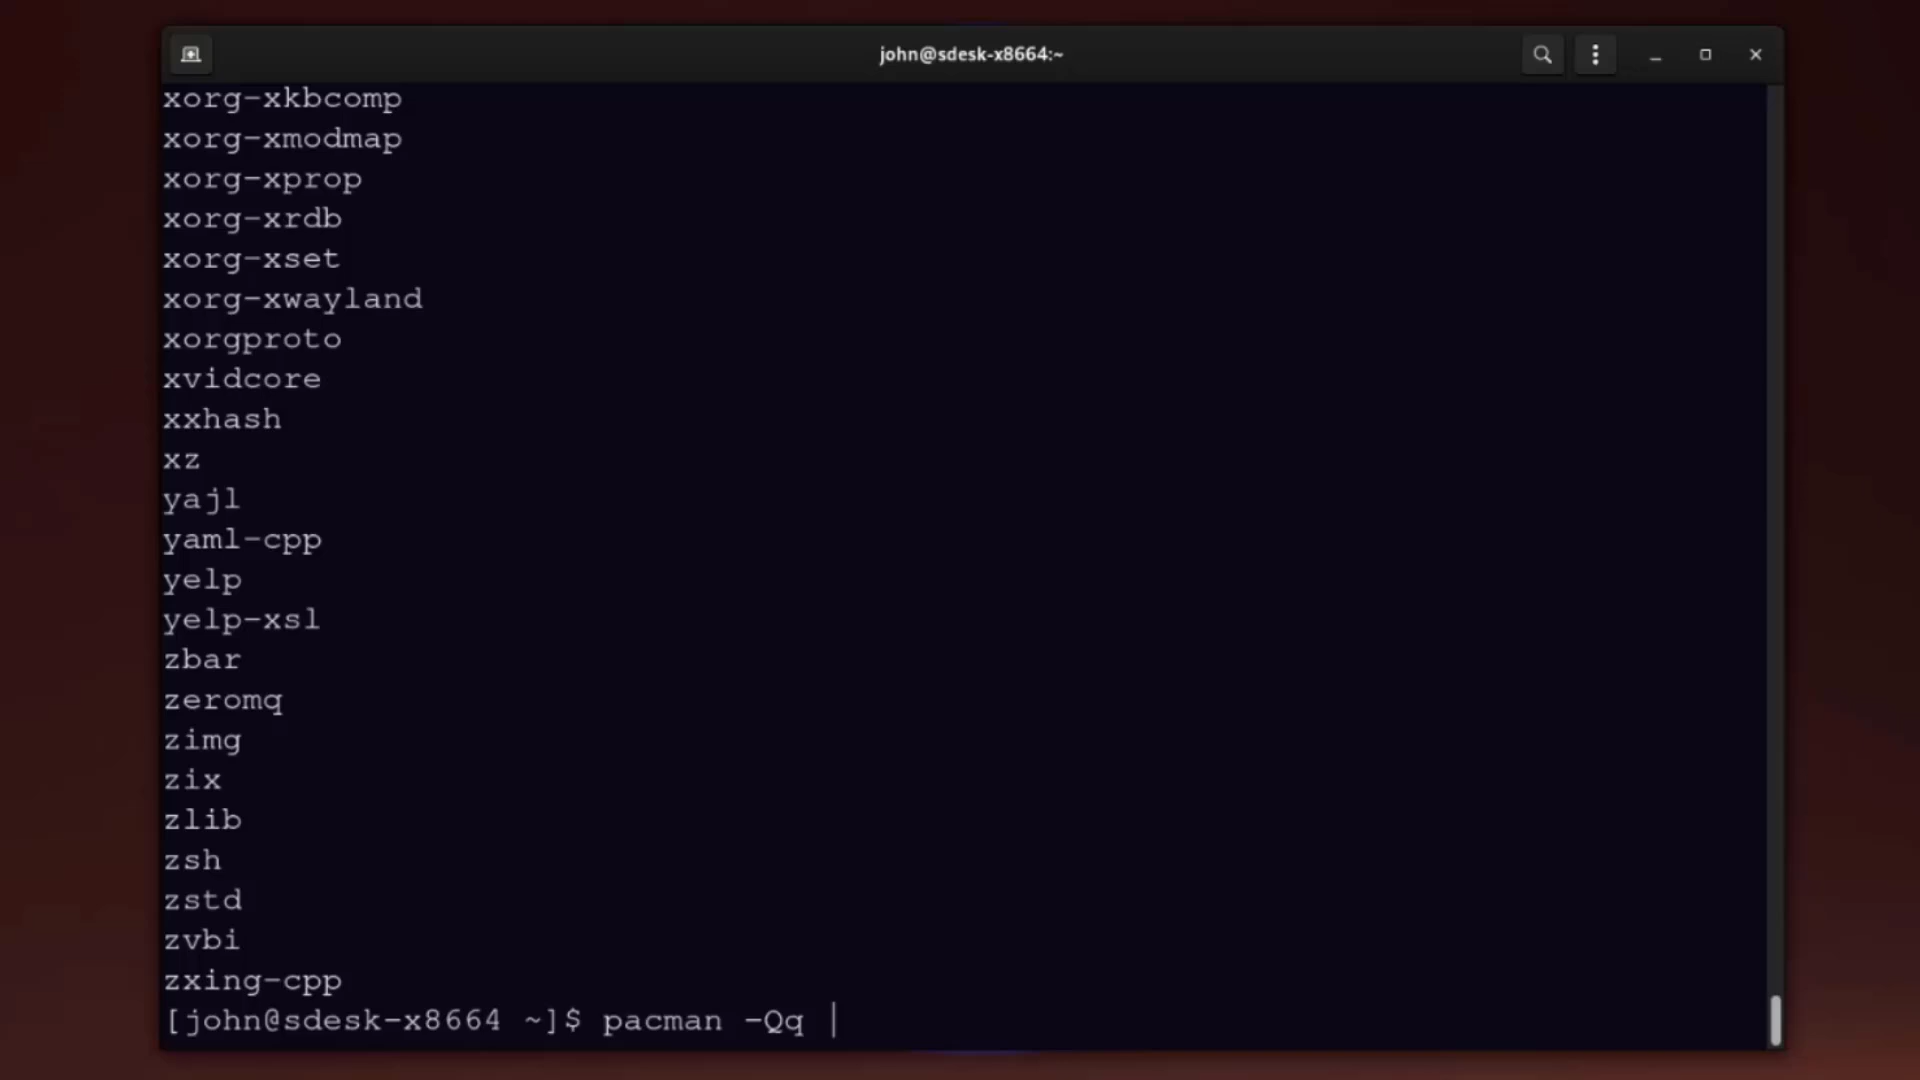 john@sdesk-x8664:~
xorg-xkbcomp
xorg-xmodmap
xorg-xprop
xorg-xrdb
xorg-xset
xorg-xwayland
xorgproto
xvidcore
xxhash
xz
yajl
yaml-cpp
yelp
yelp-xsl
zbar
zeromq
zimg
zix
zlib
zsh
zstd
zvbi
zxing-cpp
[john@sdesk-x8664 ~]$ pacman -Qq